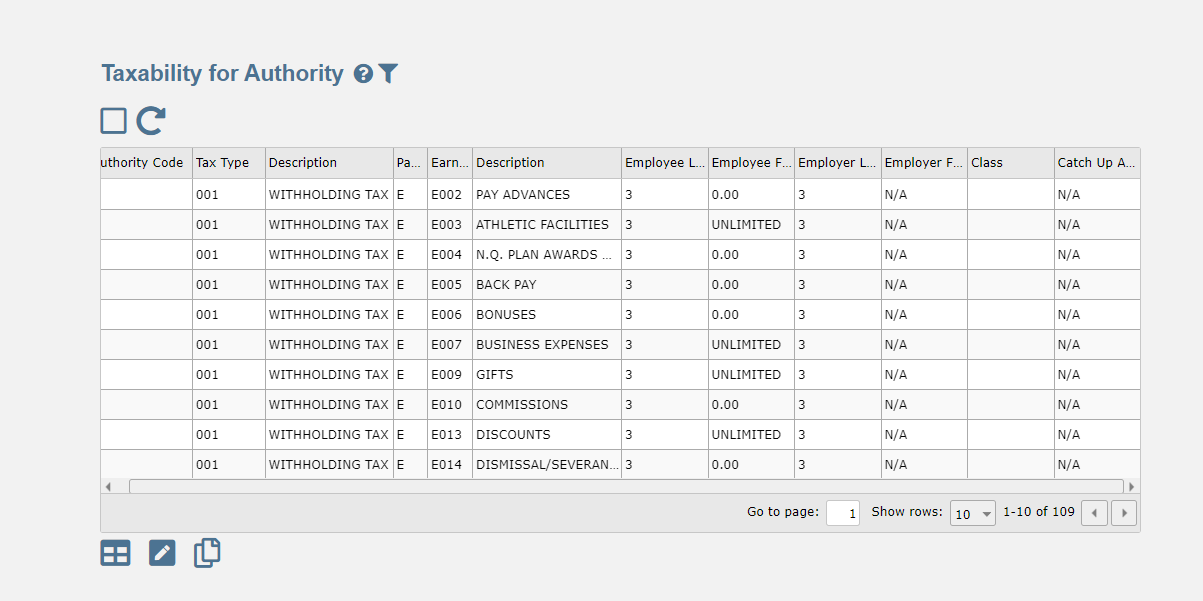 Taxability for Authority ?
uthority Code Tax Type Description Pa... Earn... Description Employee L... Employee F... Employer L... Employer F... Class Catch Up A...
001 WITHHOLDING TAX E E002 PAY ADVANCES 3 0.00 3 N/A N/A
001 WITHHOLDING TAX E E003 ATHLETIC FACILITIES 3 UNLIMITED 3 N/A N/A
001 WITHHOLDING TAX E E004 N.Q. PLAN AWARDS ... 3 0.00 3 N/A N/A
001 WITHHOLDING TAX E E005 BACK PAY 3 0.00 3 N/A N/A
001 WITHHOLDING TAX E E006 BONUSES 3 0.00 3 N/A N/A
001 WITHHOLDING TAX E E007 BUSINESS EXPENSES 3 UNLIMITED 3 N/A N/A
001 WITHHOLDING TAX E E009 GIFTS 3 UNLIMITED 3 N/A N/A
001 WITHHOLDING TAX E E010 COMMISSIONS 3 0.00 3 N/A N/A
001 WITHHOLDING TAX E E013 DISCOUNTS 3 UNLIMITED 3 N/A N/A
001 WITHHOLDING TAX E E014 DISMISSAL/SEVERAN... 3 0.00 3 N/A N/A
Go to page: 1 Show rows: 10 1-10 of 109